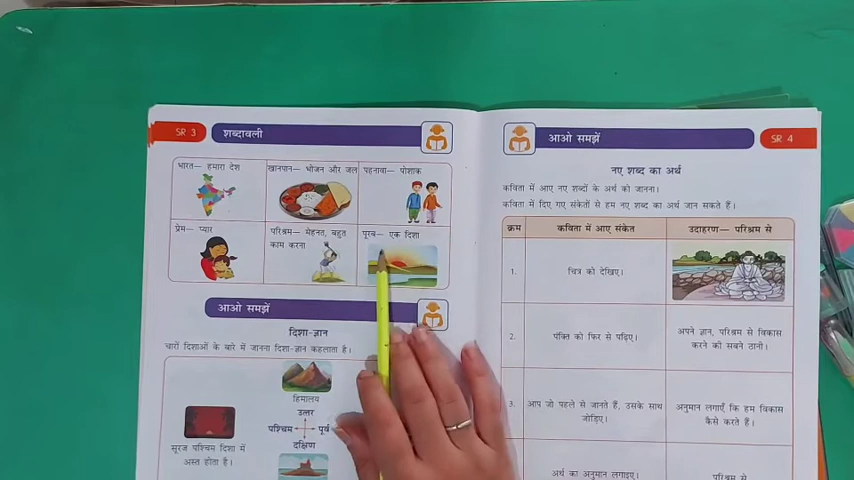 SR 3 शब्दावली
भारत— हमारा देश
खानपान— भोजन और जल
पहनावा— पोशाक
प्रेम— प्यार
परिश्रम— मेहनत, बहुत
काम करना
पूरब— एक दिशा
आओ समझें
दिशा-ज्ञान
चारों दिशाओं के बारे में जानना दिशा-ज्ञान कहलाता है।
हिमालय
उत्तर
पश्चिम पूर्व
दक्षिण
सूरज पश्चिम दिशा में
अस्त होता है।
आओ समझें SR 4
नए शब्द का अर्थ
कविता में आए नए शब्दों के अर्थ को जानना।
कविता में दिए गए संकेतों से हम नए शब्द का अर्थ जान सकते हैं।
क्रम कविता में आए संकेत उदाहरण— परिश्रम से
1. चित्र को देखिए।
2. पंक्ति को फिर से पढ़िए।
अपने ज्ञान, परिश्रम से विकास
करने को सबने ठानो।
3. आप जो पहले से जानते हैं, उसके साथ
जोड़िए।
अनुमान लगाएँ कि हम विकास
कैसे करते हैं।
अर्थ का अनुमान लगाइए।
परिश्रम से